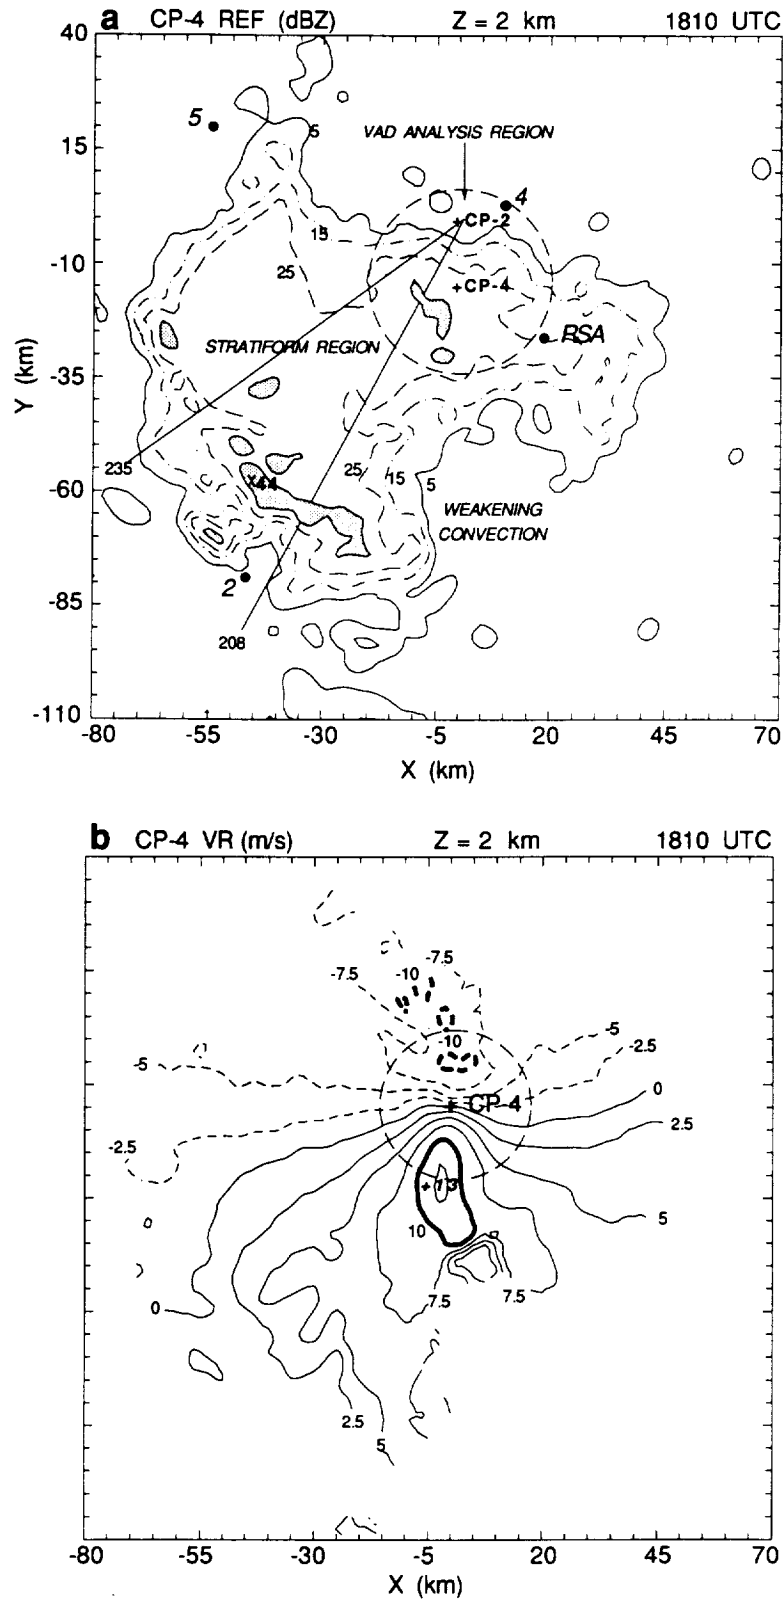 a CP-4 REF (dBZ) Z = 2 km 1810 UTC
40
15
-10
-35
-60
-85
-110
Y (km)
5
5
VAD ANALYSIS REGION
4
+CP-2
15
25
+CP-4
RSA
STRATIFORM REGION
235
X44
25
15
5
WEAKENING
CONVECTION
2
208
-80 -55 -30 -5 20 45 70
X (km)
b CP-4 VR (m/s) Z = 2 km 1810 UTC
-7.5
-10
-7.5
-10
-5
-2.5
-5
0
+ CP-4
2.5
-2.5
+13
10
5
0
7.5
7.5
2.5
5
-80 -55 -30 -5 20 45 70
X (km)